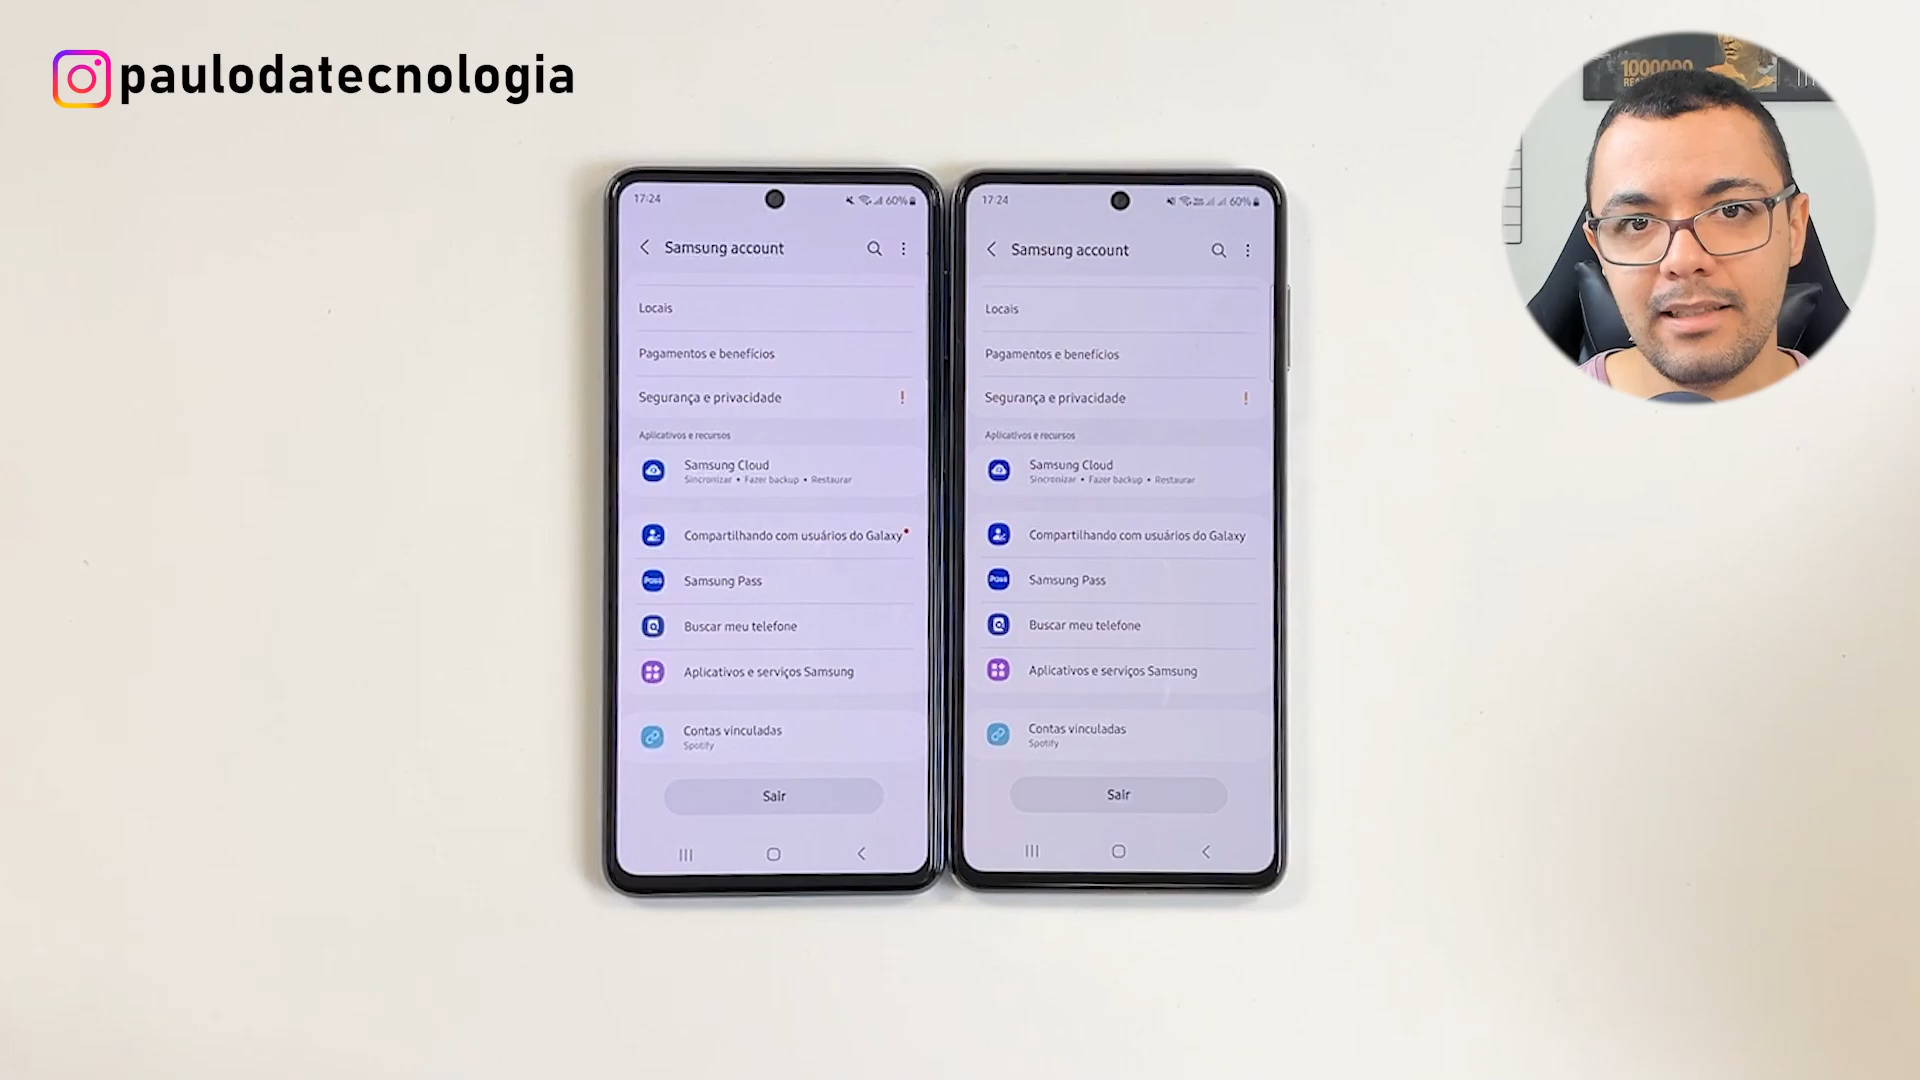 paulodatecnologia
1000000
17:24
60%
Samsung account
Locais
Pagamentos e benefícios
Segurança e privacidade !
Aplicativos e recursos
Samsung Cloud
Sincronizar • Fazer backup • Restaurar
Compartilhando com usuários do Galaxy
Pass Samsung Pass
Buscar meu telefone
Aplicativos e serviços Samsung
Contas vinculadas
Spotify
Sair
17:24
60%
Samsung account
Locais
Pagamentos e benefícios
Segurança e privacidade !
Aplicativos e recursos
Samsung Cloud
Sincronizar • Fazer backup • Restaurar
Compartilhando com usuários do Galaxy
Pass Samsung Pass
Buscar meu telefone
Aplicativos e serviços Samsung
Contas vinculadas
Spotify
Sair